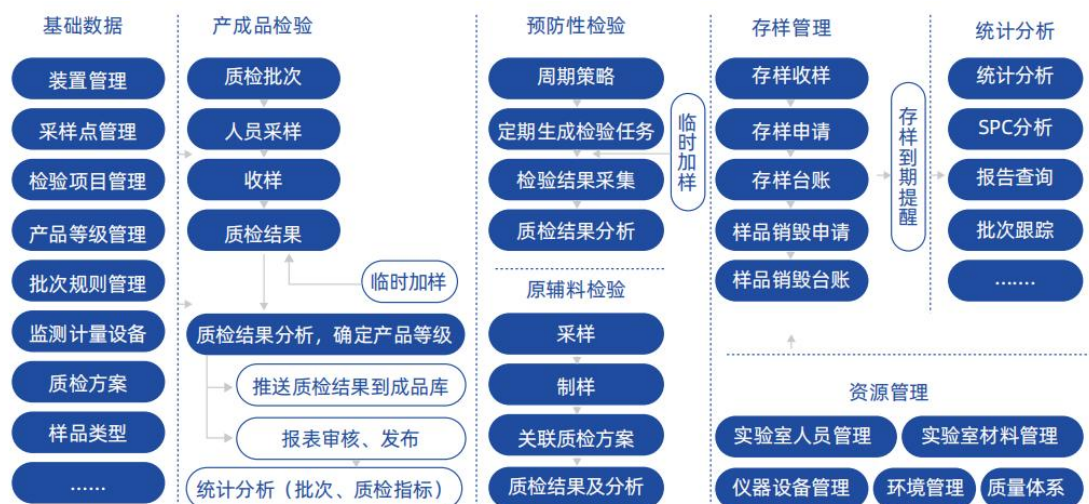 基础数据
装置管理
采样点管理
检验项目管理
产品等级管理
批次规则管理
监测计量设备
质检方案
样品类型
……
产成品检验
质检批次
人员采样
收样
质检结果
临时加样
质检结果分析，确定产品等级
推送质检结果到成品库
报表审核、发布
统计分析（批次、质检指标）
预防性检验
周期策略
定期生成检验任务
检验结果采集
质检结果分析
临时加样
原辅料检验
采样
制样
关联质检方案
质检结果及分析
存样管理
存样收样
存样申请
存样台账
样品销毁申请
样品销毁台账
存样到期提醒
统计分析
统计分析
SPC分析
报告查询
批次跟踪
…….
资源管理
实验室人员管理
实验室材料管理
仪器设备管理
环境管理
质量体系